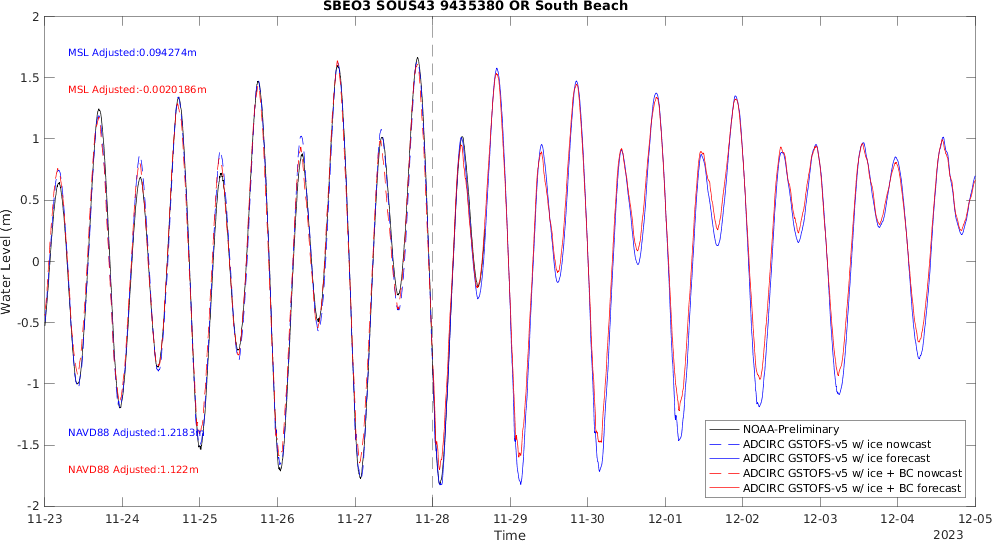 SBEO3 SOUS43 9435380 OR South Beach
2
1.5
1
0.5
0
-0.5
-1
-1.5
-2
Water Level (m)
MSL Adjusted:0.094274m
MSL Adjusted:-0.0020186m
NAVD88 Adjusted:1.2183m
NAVD88 Adjusted:1.122m
NOAA-Preliminary
ADCIRC GSTOFS-v5 w/ ice nowcast
ADCIRC GSTOFS-v5 w/ ice forecast
ADCIRC GSTOFS-v5 w/ ice + BC nowcast
ADCIRC GSTOFS-v5 w/ ice + BC forecast
11-23 11-24 11-25 11-26 11-27 11-28 11-29 11-30 12-01 12-02 12-03 12-04 12-05
Time
2023